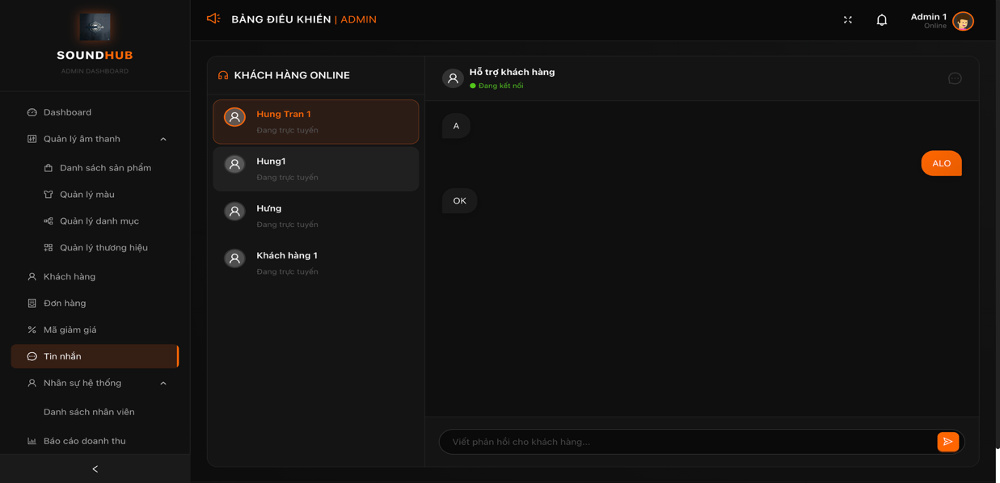 SOUNDHUB
ADMIN DASHBOARD
Dashboard
Quản lý âm thanh
Danh sách sản phẩm
Quản lý màu
Quản lý danh mục
Quản lý thương hiệu
Khách hàng
Đơn hàng
Mã giảm giá
Tin nhắn
Nhân sự hệ thống
Danh sách nhân viên
Báo cáo doanh thu
BẢNG ĐIỀU KHIỂN | ADMIN
Admin 1
Online
KHÁCH HÀNG ONLINE
Hung Tran 1
Đang trực tuyến
Hung1
Đang trực tuyến
Hưng
Đang trực tuyến
Khách hàng 1
Đang trực tuyến
Hỗ trợ khách hàng
Đang kết nối
A
ALO
OK
Viết phản hồi cho khách hàng...